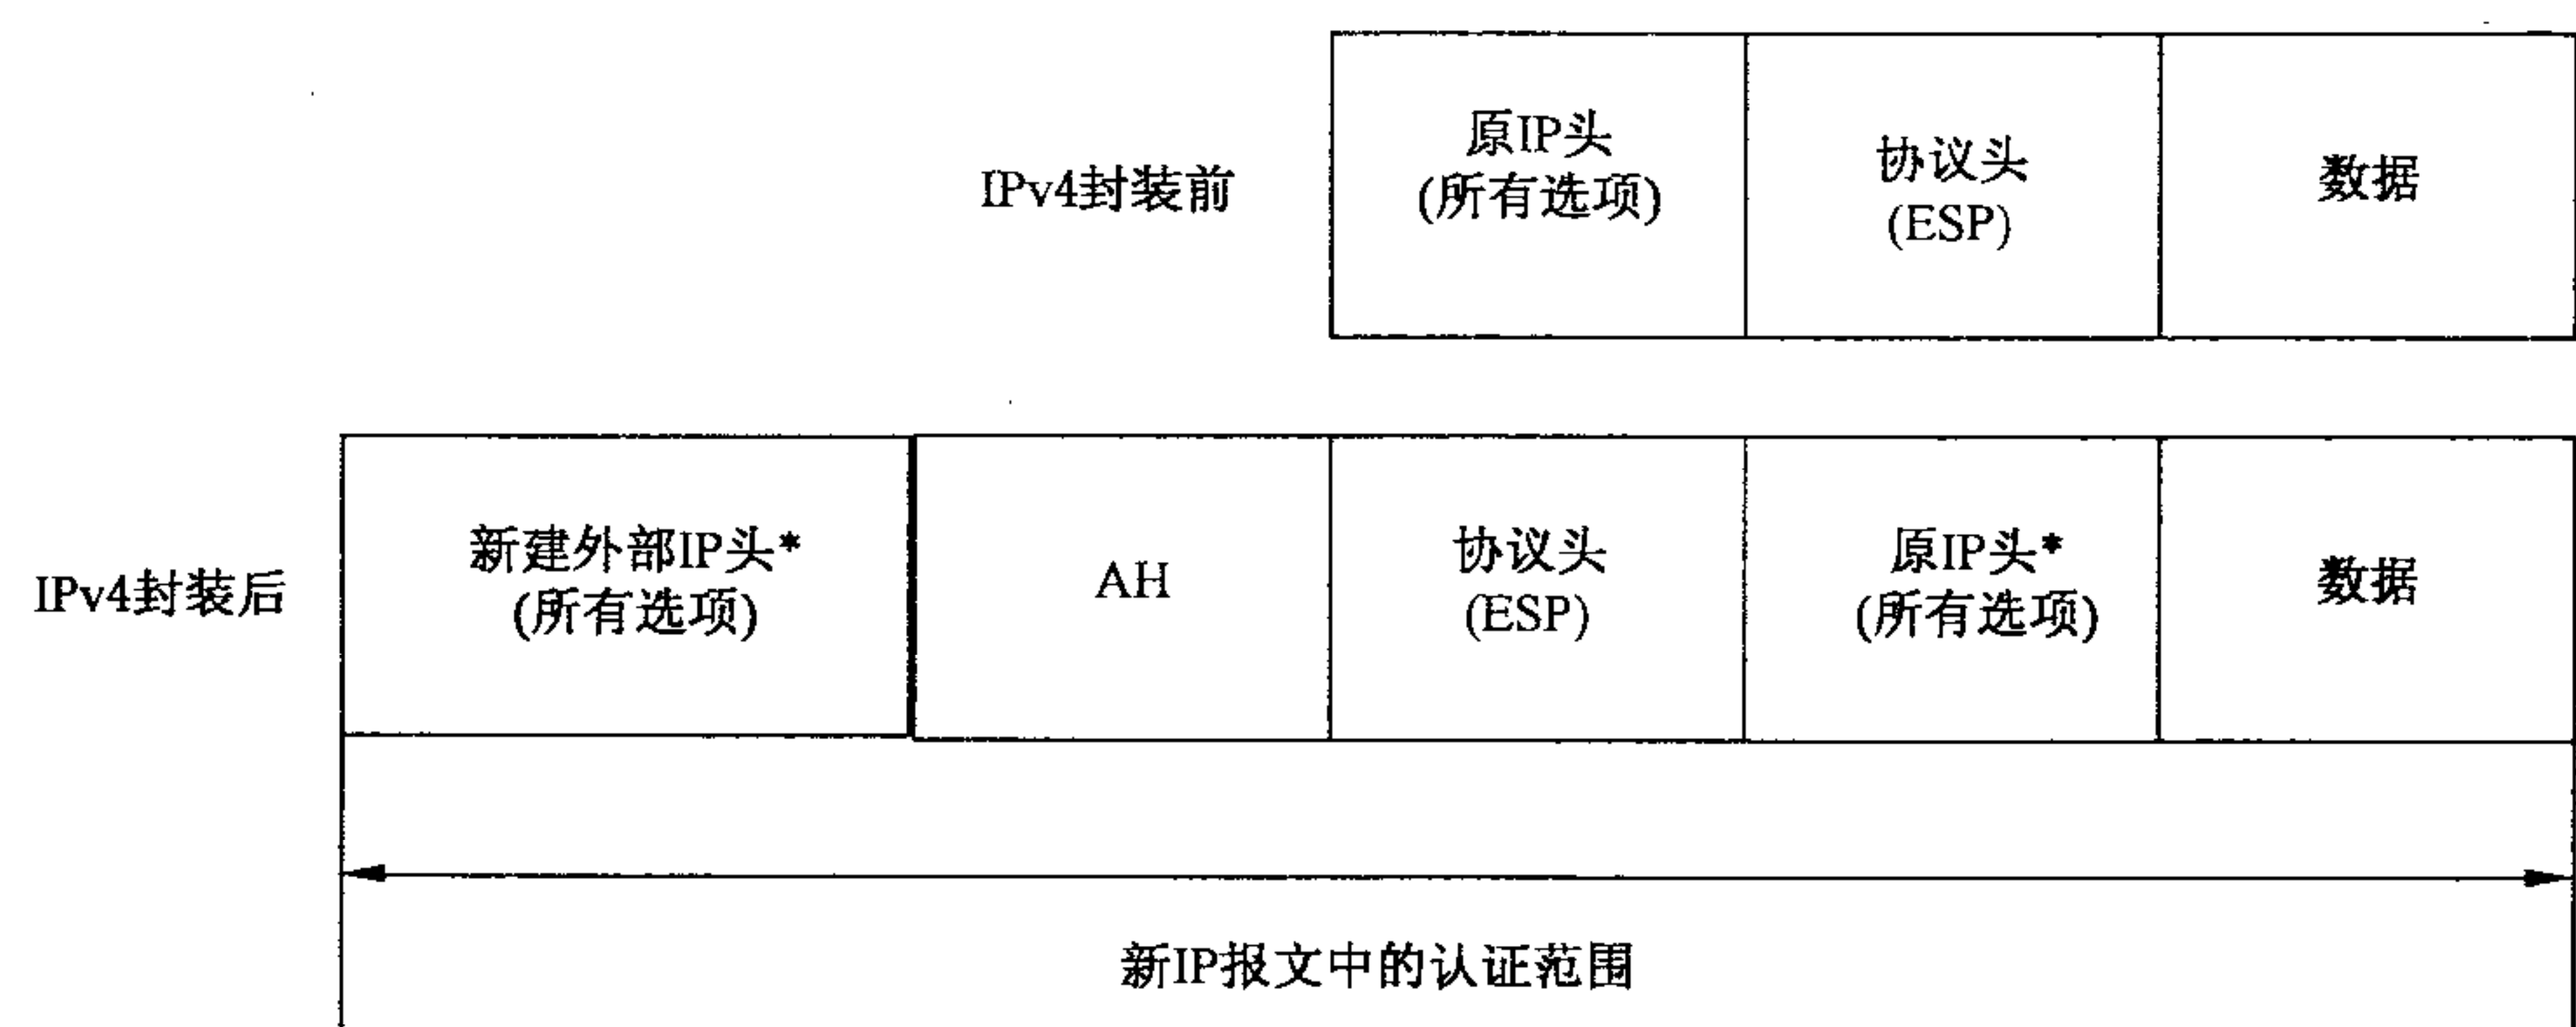 IPv4封装前
原IP头
(所有选项)
协议头
(ESP)
数据
IPv4封装后
新建外部IP头*
(所有选项)
AH
协议头
(ESP)
原IP头*
(所有选项)
数据
新IP报文中的认证范围